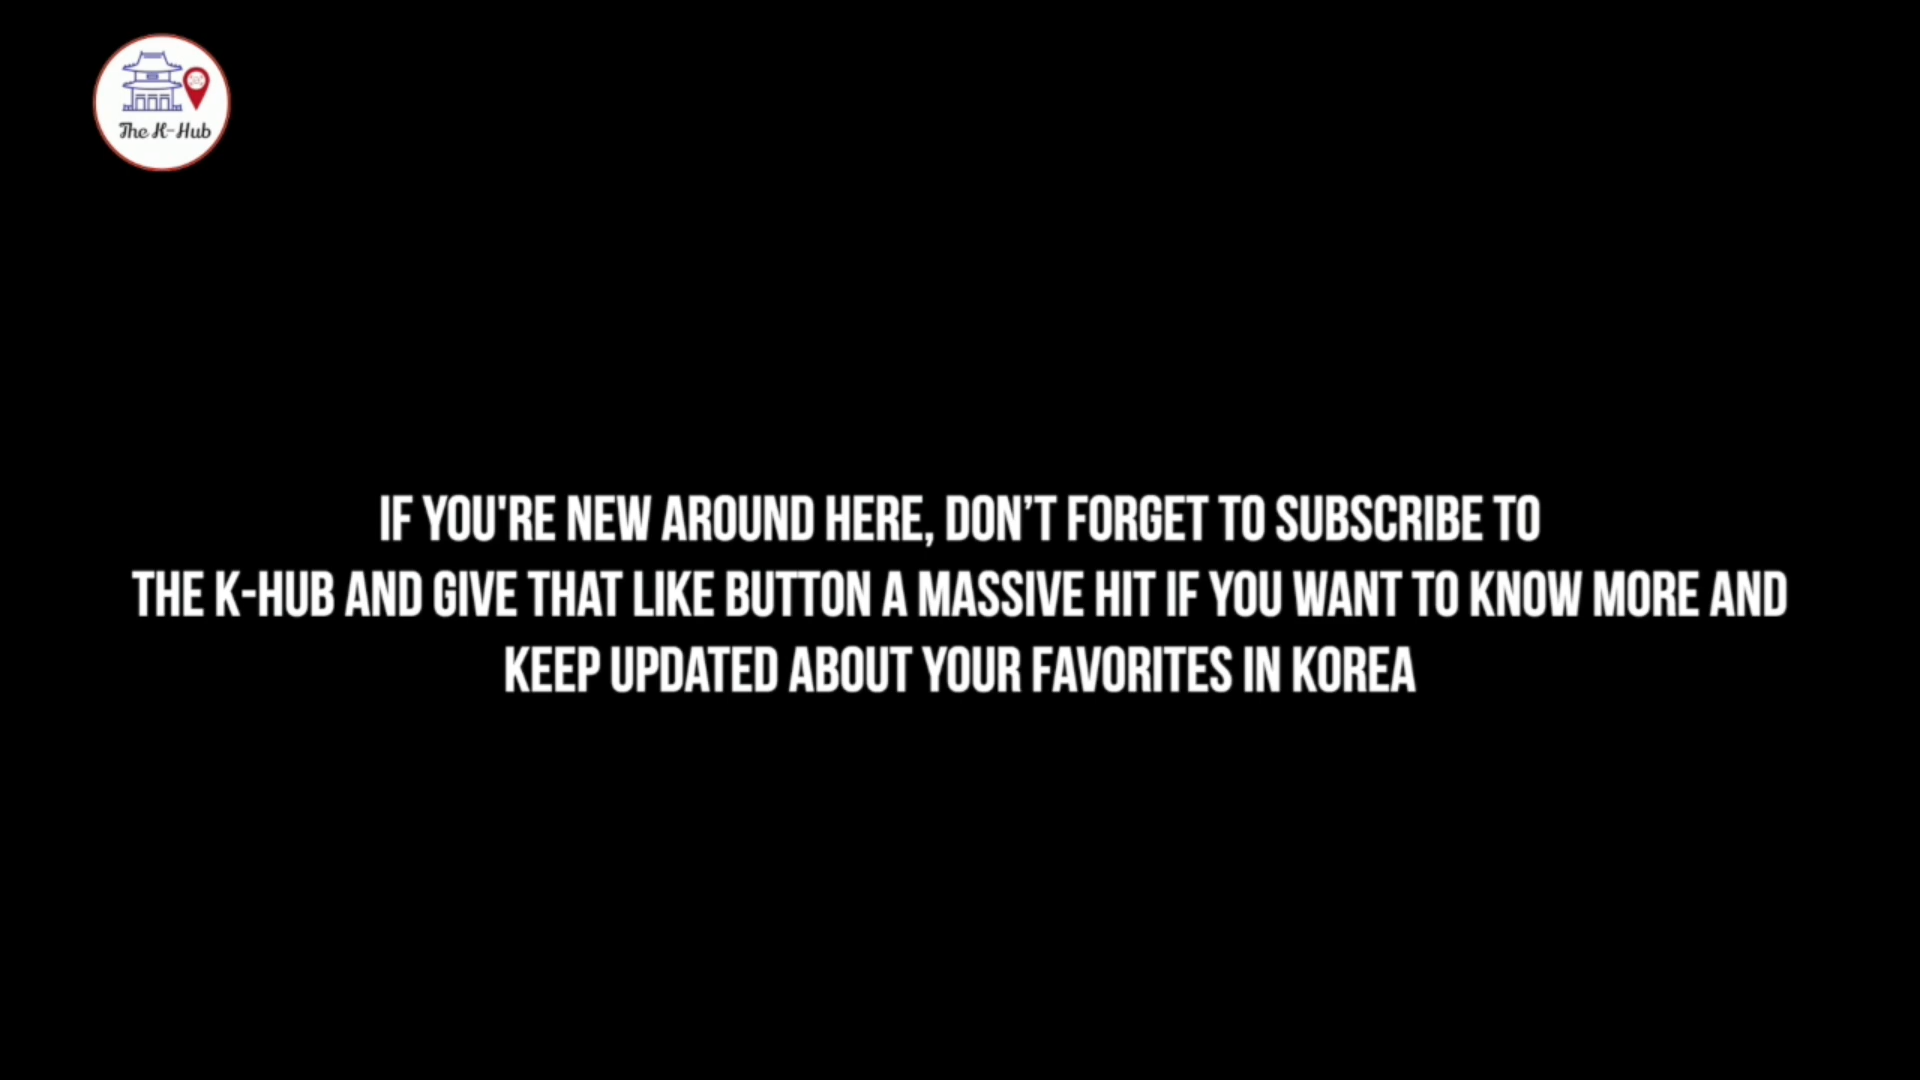 The K-Hub
IF YOU'RE NEW AROUND HERE, DON’T FORGET TO SUBSCRIBE TO
THE K-HUB AND GIVE THAT LIKE BUTTON A MASSIVE HIT IF YOU WANT TO KNOW MORE AND
KEEP UPDATED ABOUT YOUR FAVORITES IN KOREA